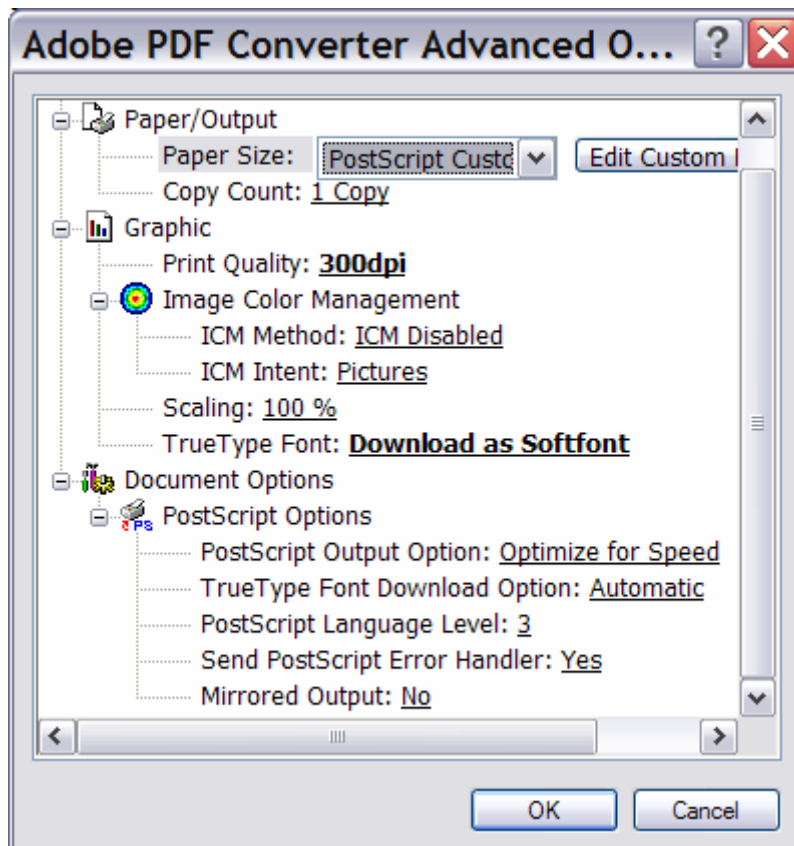 Adobe PDF Converter Advanced O...
Paper/Output
Paper Size: PostScript Custo Edit Custom
Copy Count: 1 Copy
Graphic
Print Quality: 300dpi
Image Color Management
ICM Method: ICM Disabled
ICM Intent: Pictures
Scaling: 100 %
TrueType Font: Download as Softfont
Document Options
PS PostScript Options
PostScript Output Option: Optimize for Speed
TrueType Font Download Option: Automatic
PostScript Language Level: 3
Send PostScript Error Handler: Yes
Mirrored Output: No
OK Cancel